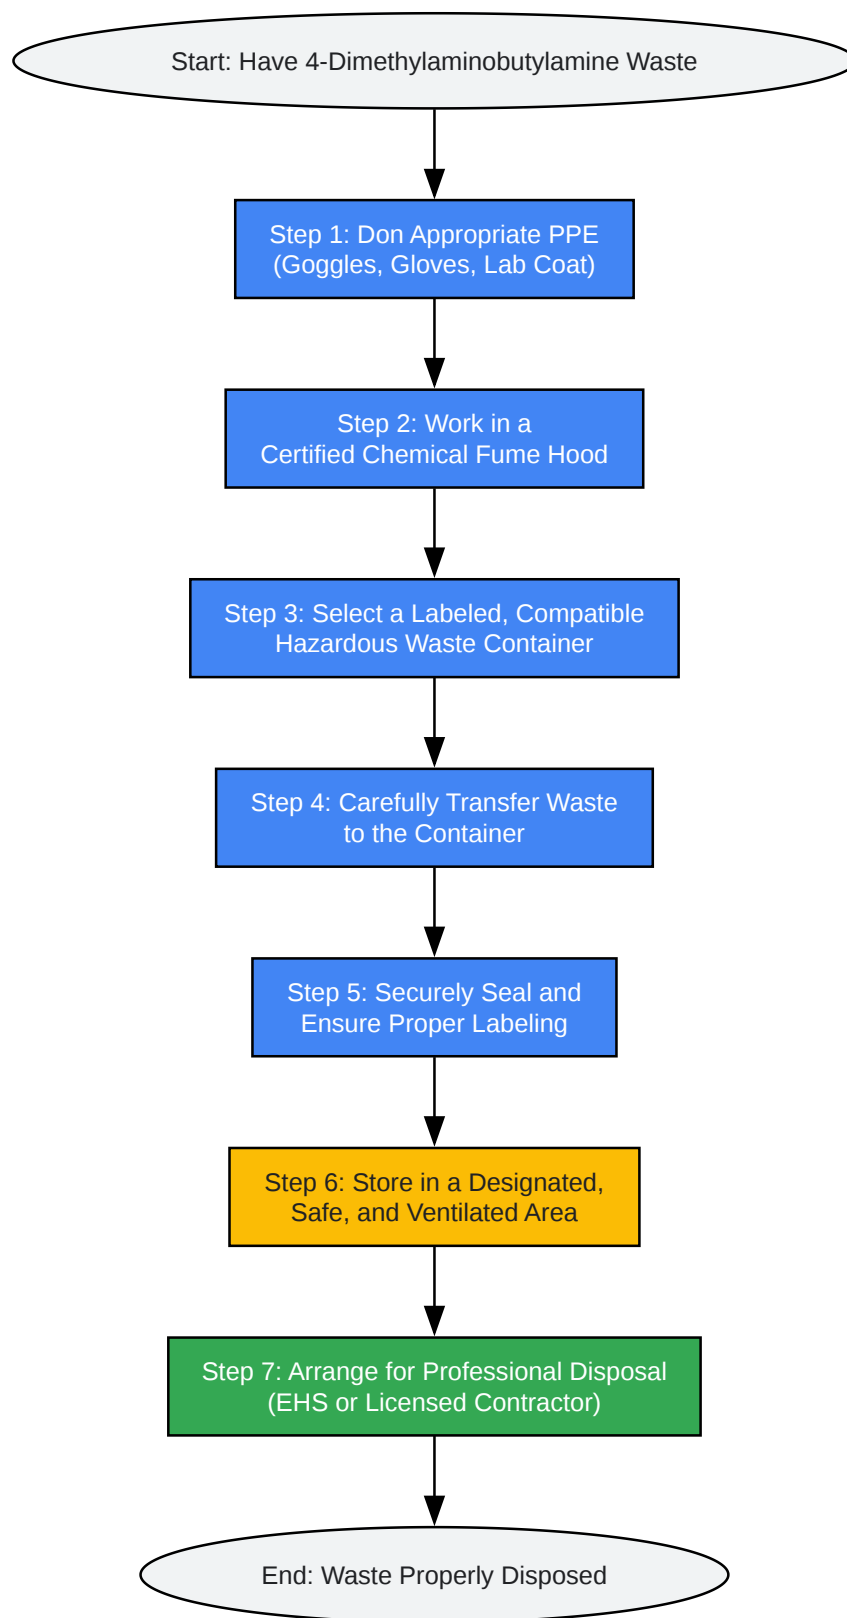 Start: Have 4-Dimethylaminobutylamine Waste
Step 1: Don Appropriate PPE
(Goggles, Gloves, Lab Coat)
Step 2: Work in a
Certified Chemical Fume Hood
Step 3: Select a Labeled, Compatible
Hazardous Waste Container
Step 4: Carefully Transfer Waste
to the Container
Step 5: Securely Seal and
Ensure Proper Labeling
Step 6: Store in a Designated,
Safe, and Ventilated Area
Step 7: Arrange for Professional Disposal
(EHS or Licensed Contractor)
End: Waste Properly Disposed